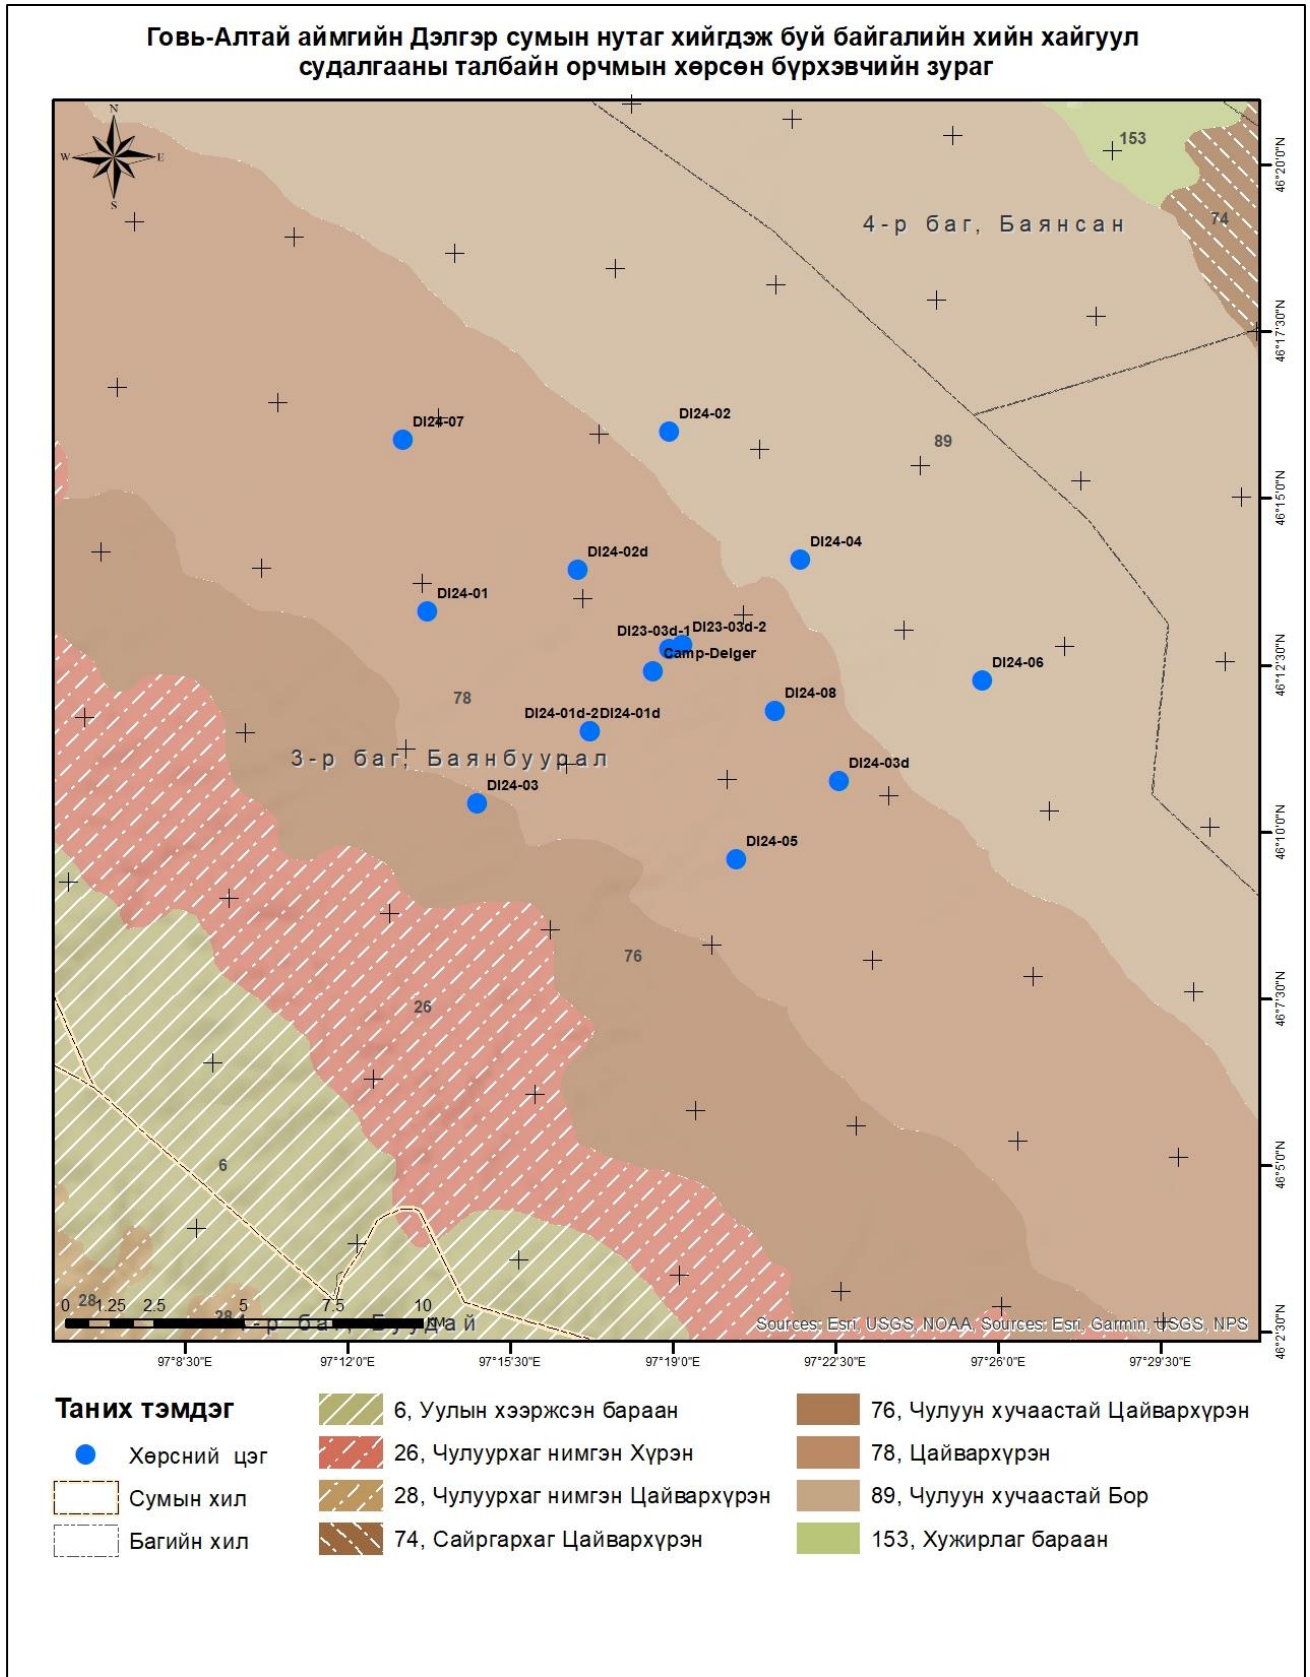 Говь-Алтай аймгийн Дэлгэр сумын нутаг хийгдэж буй байгалийн хийн хайгуул
судалгааны талбайн орчмын хөрсөн бүрхэвчийн зураг
N
W E
S
153
46°20'0"N
74
4-р баг, Баянсан
46°17'30"N
DI24-07
DI24-02
89
46°15'0"N
DI24-04
DI24-02d
DI24-01
DI23-03d-1 DI23-03d-2
Camp-Delger
DI24-06
46°12'30"N
78
DI24-08
DI24-01d-2DI24-01d
3-р баг, Баянбуурал
DI24-03d
DI24-03
46°10'0"N
DI24-05
76
26
46°7'30"N
6
46°5'0"N
28
0 1.25 2.5 5 7.5 10
KM
28
-р баг, Буудай
Sources: Esri, USGS, NOAA, Sources: Esri, Garmin, USGS, NPS
46°2'30"N
97°8'30"E 97°12'0"E 97°15'30"E 97°19'0"E 97°22'30"E 97°26'0"E 97°29'30"E
Таних тэмдэг
Хөрсний цэг
Сумын хил
Багийн хил
6, Уулын хээржсэн бараан
26, Чулуурхаг нимгэн Хүрэн
28, Чулуурхаг нимгэн Цайвархүрэн
74, Сайргархаг Цайвархүрэн
76, Чулуун хучаастай Цайвархүрэн
78, Цайвархүрэн
89, Чулуун хучаастай Бор
153, Хужирлаг бараан